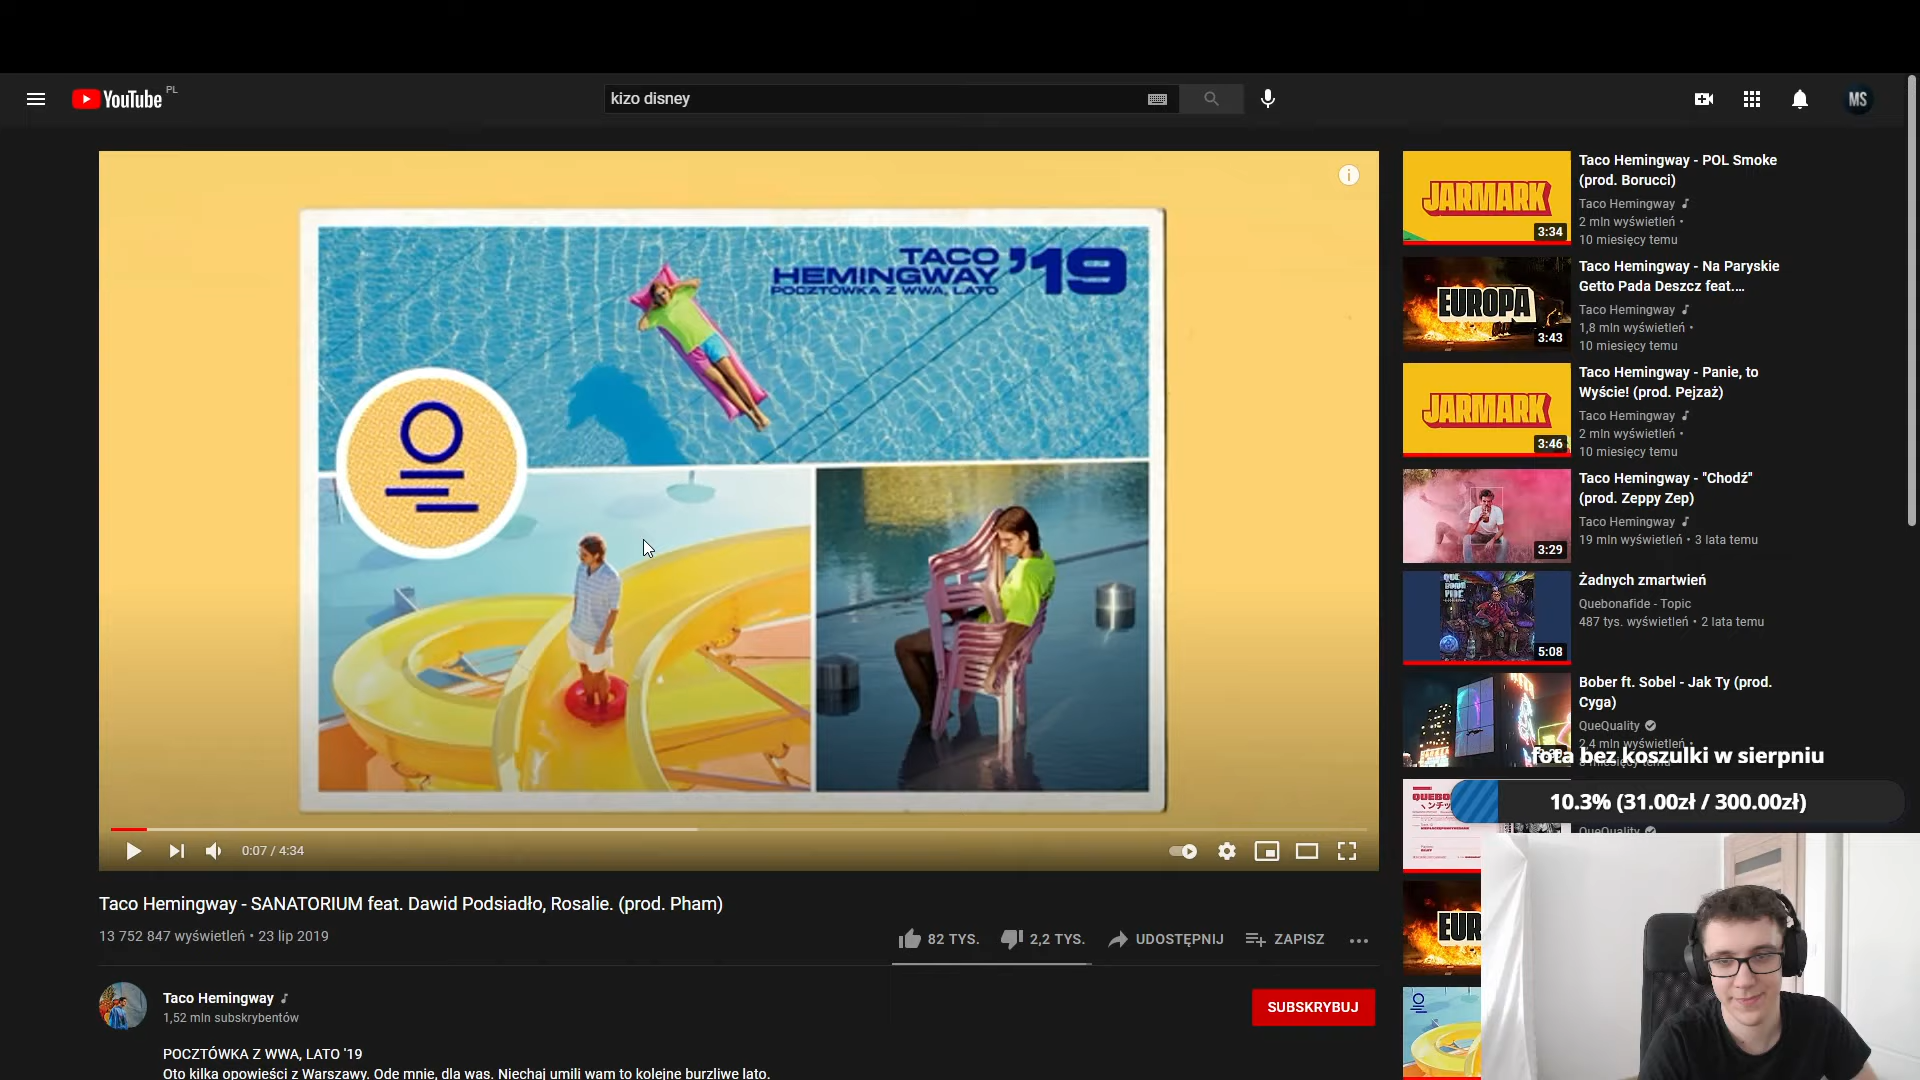 YouTube PL
kizo disney
MS
TACO
HEMINGWAY '19
POCZTÓWKA Z WWA, LATO
0:07 / 4:34
Taco Hemingway - SANATORIUM feat. Dawid Podsiadło, Rosalie. (prod. Pham)
13 752 847 wyświetleń • 23 lip 2019
82 TYS.
2,2 TYS.
UDOSTĘPNIJ
ZAPISZ
Taco Hemingway
1,52 mln subskrybentów
SUBSKRYBUJ
POCZTÓWKA Z WWA, LATO '19
Oto kilka opowieści z Warszawy. Ode mnie, dla was. Niechaj umili wam to kolejne burzliwe lato.
JARMARK
3:34
Taco Hemingway - POL Smoke
(prod. Borucci)
Taco Hemingway
2 mln wyświetleń •
10 miesięcy temu
EUROPA
3:43
Taco Hemingway - Na Paryskie
Getto Pada Deszcz feat.…
Taco Hemingway
1,8 mln wyświetleń •
10 miesięcy temu
JARMARK
3:46
Taco Hemingway - Panie, to
Wyście! (prod. Pejzaż)
Taco Hemingway
2 mln wyświetleń •
10 miesięcy temu
3:29
Taco Hemingway - "Chodź"
(prod. Zeppy Zep)
Taco Hemingway
19 mln wyświetleń • 3 lata temu
5:08
Żadnych zmartwień
Quebonafide - Topic
487 tys. wyświetleń • 2 lata temu
Bober ft. Sobel - Jak Ty (prod.
Cyga)
QueQuality
2,4 mln wyświetleń •
fota bez koszulki w sierpniu
10.3% (31.00zł / 300.00zł)
QueQuality